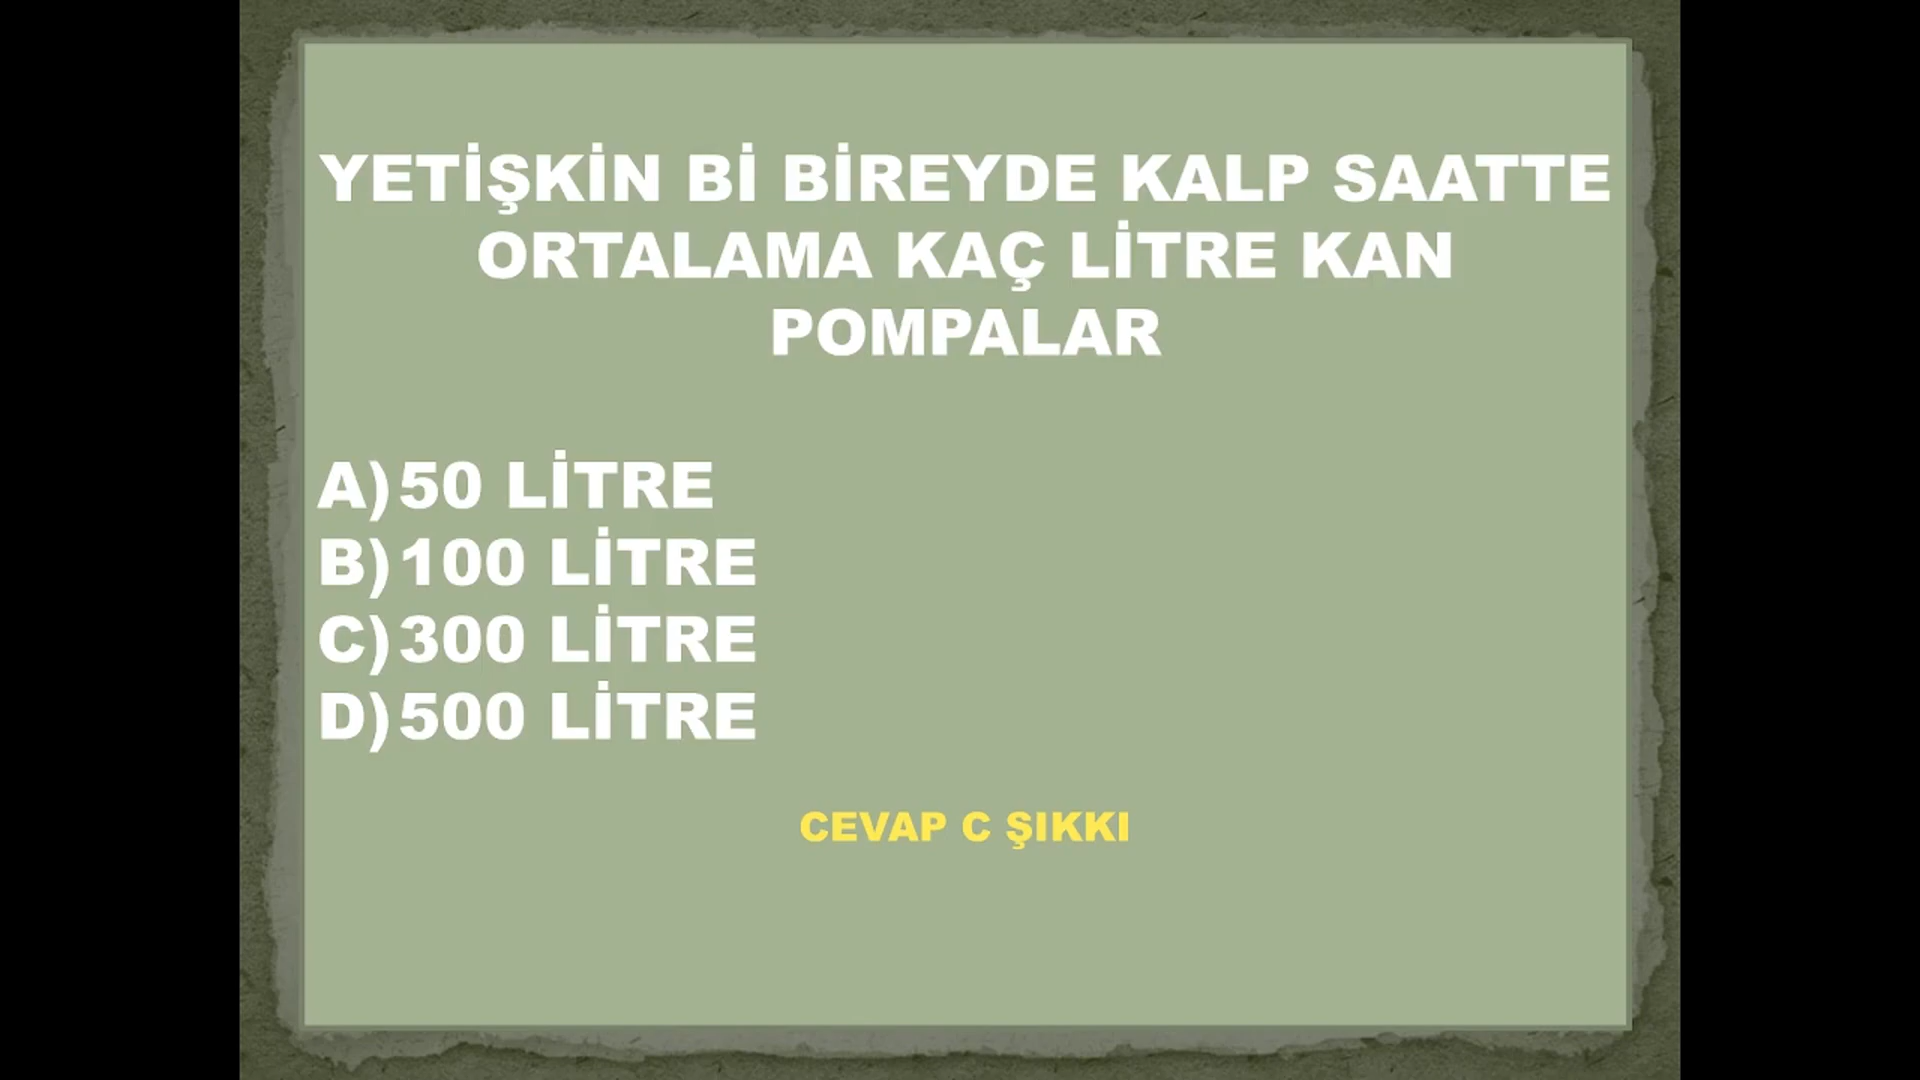 YETİŞKİN Bİ BİREYDE KALP SAATTE
ORTALAMA KAÇ LİTRE KAN
POMPALAR
A) 50 LİTRE
B) 100 LİTRE
C) 300 LİTRE
D) 500 LİTRE
CEVAP C ŞIKKI